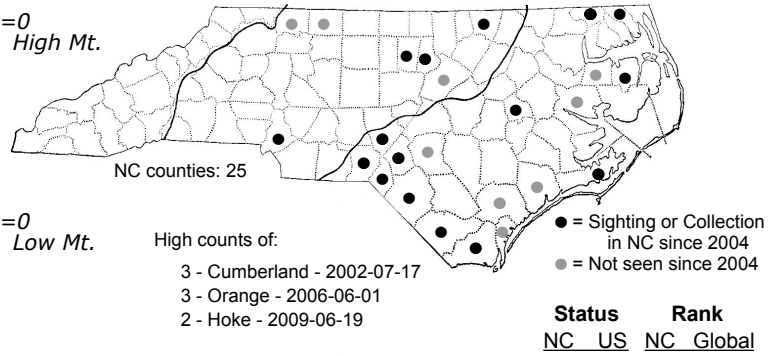 =0
High Mt.
NC counties: 25
=0
Low Mt.
High counts of:
3 - Cumberland - 2002-07-17
3 - Orange - 2006-06-01
2 - Hoke - 2009-06-19
= Sighting or Collection
in NC since 2004
= Not seen since 2004
Status Rank
NC US NC Global